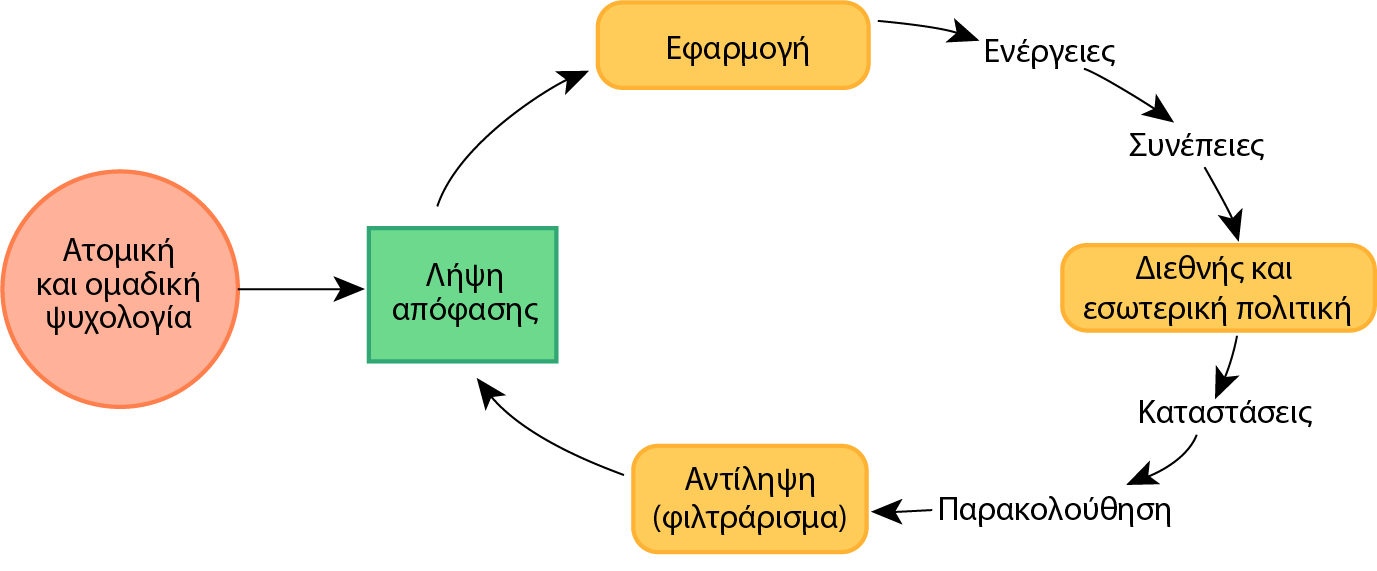 Εφαρμογή
Ενέργειες
Συνέπειες
Διεθνής και
εσωτερική πολιτική
Καταστάσεις
Παρακολούθηση
Αντίληψη
(φιλτράρισμα)
Λήψη
απόφασης
Ατομική
και ομαδική
ψυχολογία